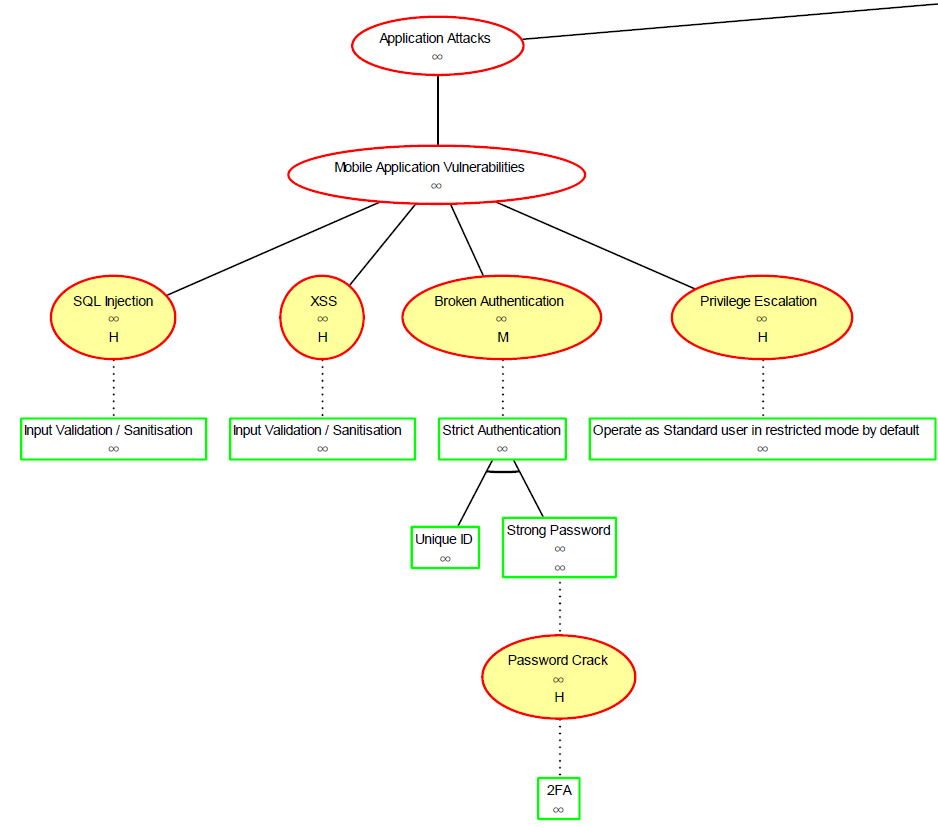 Application Attacks
∞
Mobile Application Vulnerabilities
∞
SQL Injection
∞
H
XSS
∞
H
Broken Authentication
∞
M
Privilege Escalation
∞
H
Input Validation / Sanitisation
∞
Input Validation / Sanitisation
∞
Strict Authentication
∞
Operate as Standard user in restricted mode by default
∞
Unique ID
∞
Strong Password
∞
∞
Password Crack
∞
H
2FA
∞